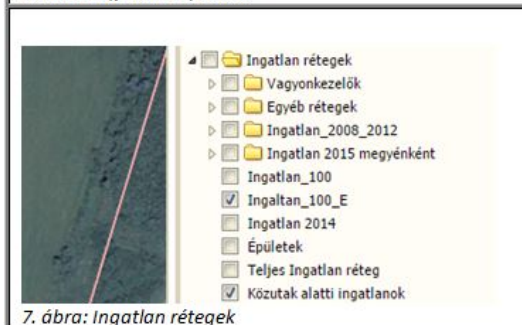 Ingatlan rétegek
Vagyonkezelők
Egyéb rétegek
Ingatlan_2008_2012
Ingatlan 2015 megyénként
Ingatlan_100
Ingaltan_100_E
Ingatlan 2014
Épületek
Teljes Ingatlan réteg
Közutak alatti ingatlanok
7. ábra: Ingatlan rétegek